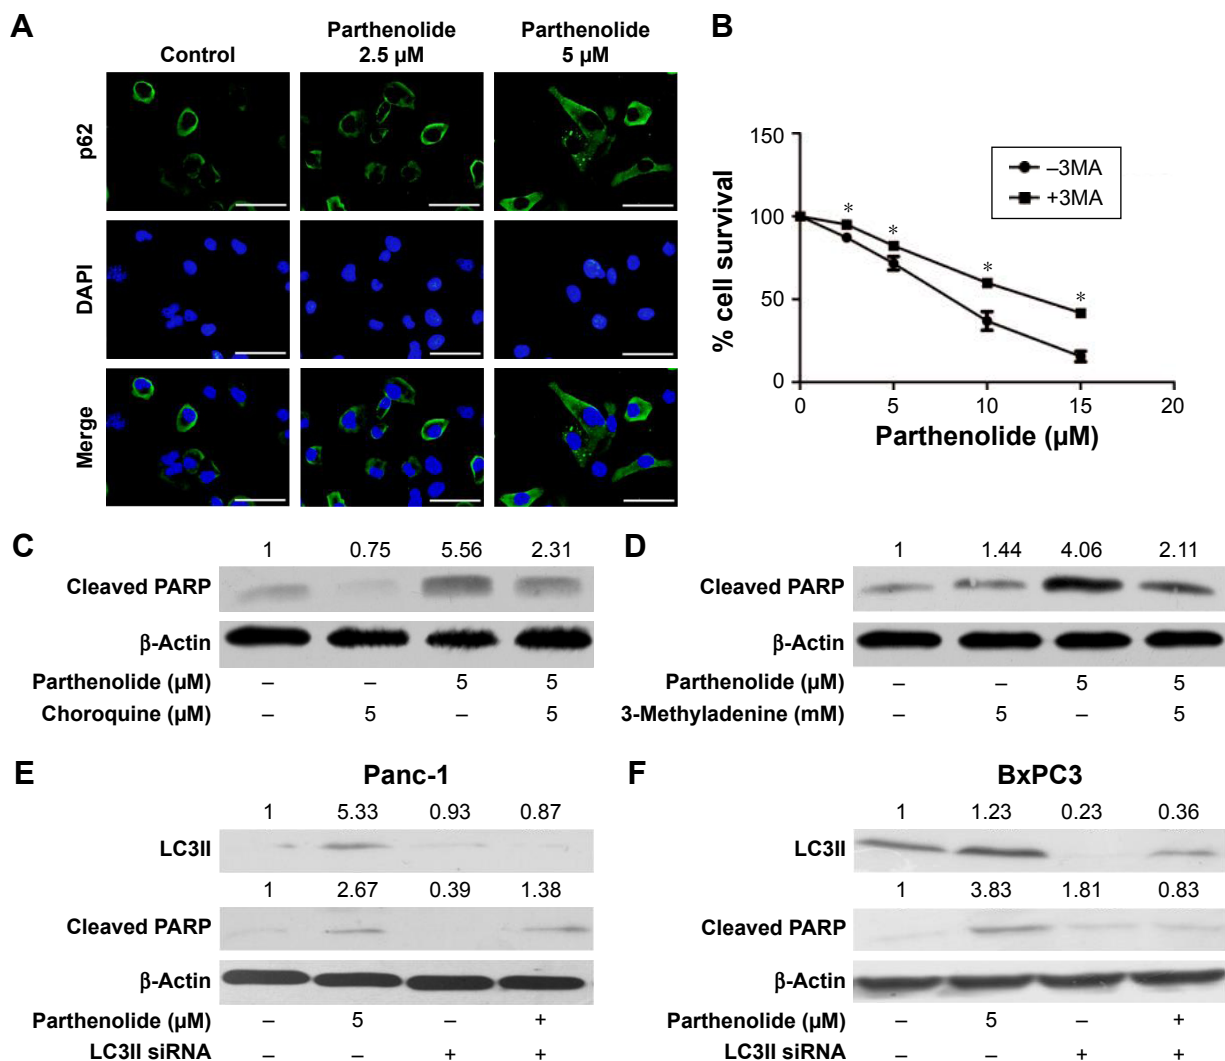 A
Control
Parthenolide
2.5 µM
Parthenolide
5 µM
p62
DAPI
Merge
B
% cell survival
150
100
50
0
0 5 10 15 20
Parthenolide (µM)
–3MA
+3MA
* * * *
C
1 0.75 5.56 2.31
Cleaved PARP
β-Actin
Parthenolide (µM) – – 5 5
Choroquine (µM) – 5 – 5
D
1 1.44 4.06 2.11
Cleaved PARP
β-Actin
Parthenolide (µM) – – 5 5
3-Methyladenine (mM) – 5 – 5
E
Panc-1
1 5.33 0.93 0.87
LC3II
1 2.67 0.39 1.38
Cleaved PARP
β-Actin
Parthenolide (µM) – 5 – +
LC3II siRNA – – + +
F
BxPC3
1 1.23 0.23 0.36
LC3II
1 3.83 1.81 0.83
Cleaved PARP
β-Actin
Parthenolide (µM) – 5 – +
LC3II siRNA – – + +